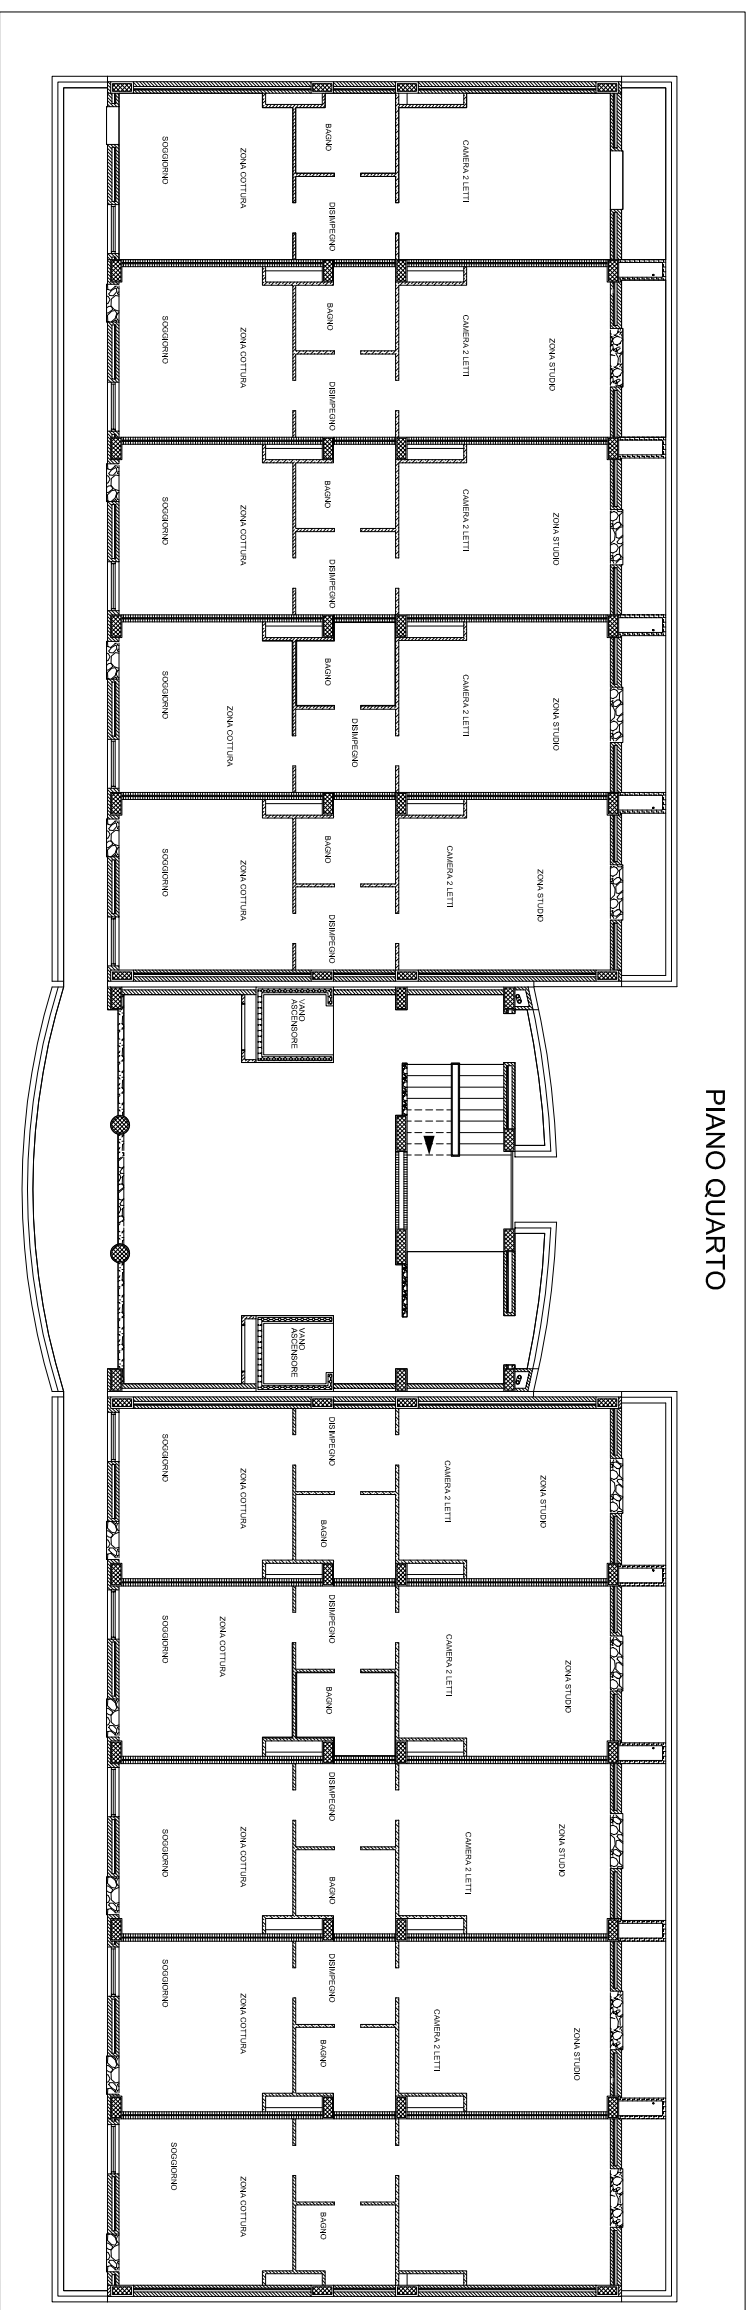 PIANO QUARTO
CAMERA 2 LETTI
BAGNO
DISIMPEGNO
ZONA COTTURA
SOGGIORNO
ZONA STUDIO
CAMERA 2 LETTI
BAGNO
DISIMPEGNO
ZONA COTTURA
SOGGIORNO
ZONA STUDIO
CAMERA 2 LETTI
BAGNO
DISIMPEGNO
ZONA COTTURA
SOGGIORNO
ZONA STUDIO
CAMERA 2 LETTI
BAGNO
DISIMPEGNO
ZONA COTTURA
SOGGIORNO
ZONA STUDIO
CAMERA 2 LETTI
BAGNO
DISIMPEGNO
ZONA COTTURA
SOGGIORNO
VANO
ASCENSORE
VANO
ASCENSORE
ZONA STUDIO
CAMERA 2 LETTI
DISIMPEGNO
BAGNO
ZONA COTTURA
SOGGIORNO
ZONA STUDIO
CAMERA 2 LETTI
DISIMPEGNO
BAGNO
ZONA COTTURA
SOGGIORNO
ZONA STUDIO
CAMERA 2 LETTI
DISIMPEGNO
BAGNO
ZONA COTTURA
SOGGIORNO
ZONA STUDIO
CAMERA 2 LETTI
DISIMPEGNO
BAGNO
ZONA COTTURA
SOGGIORNO
BAGNO
ZONA COTTURA
SOGGIORNO